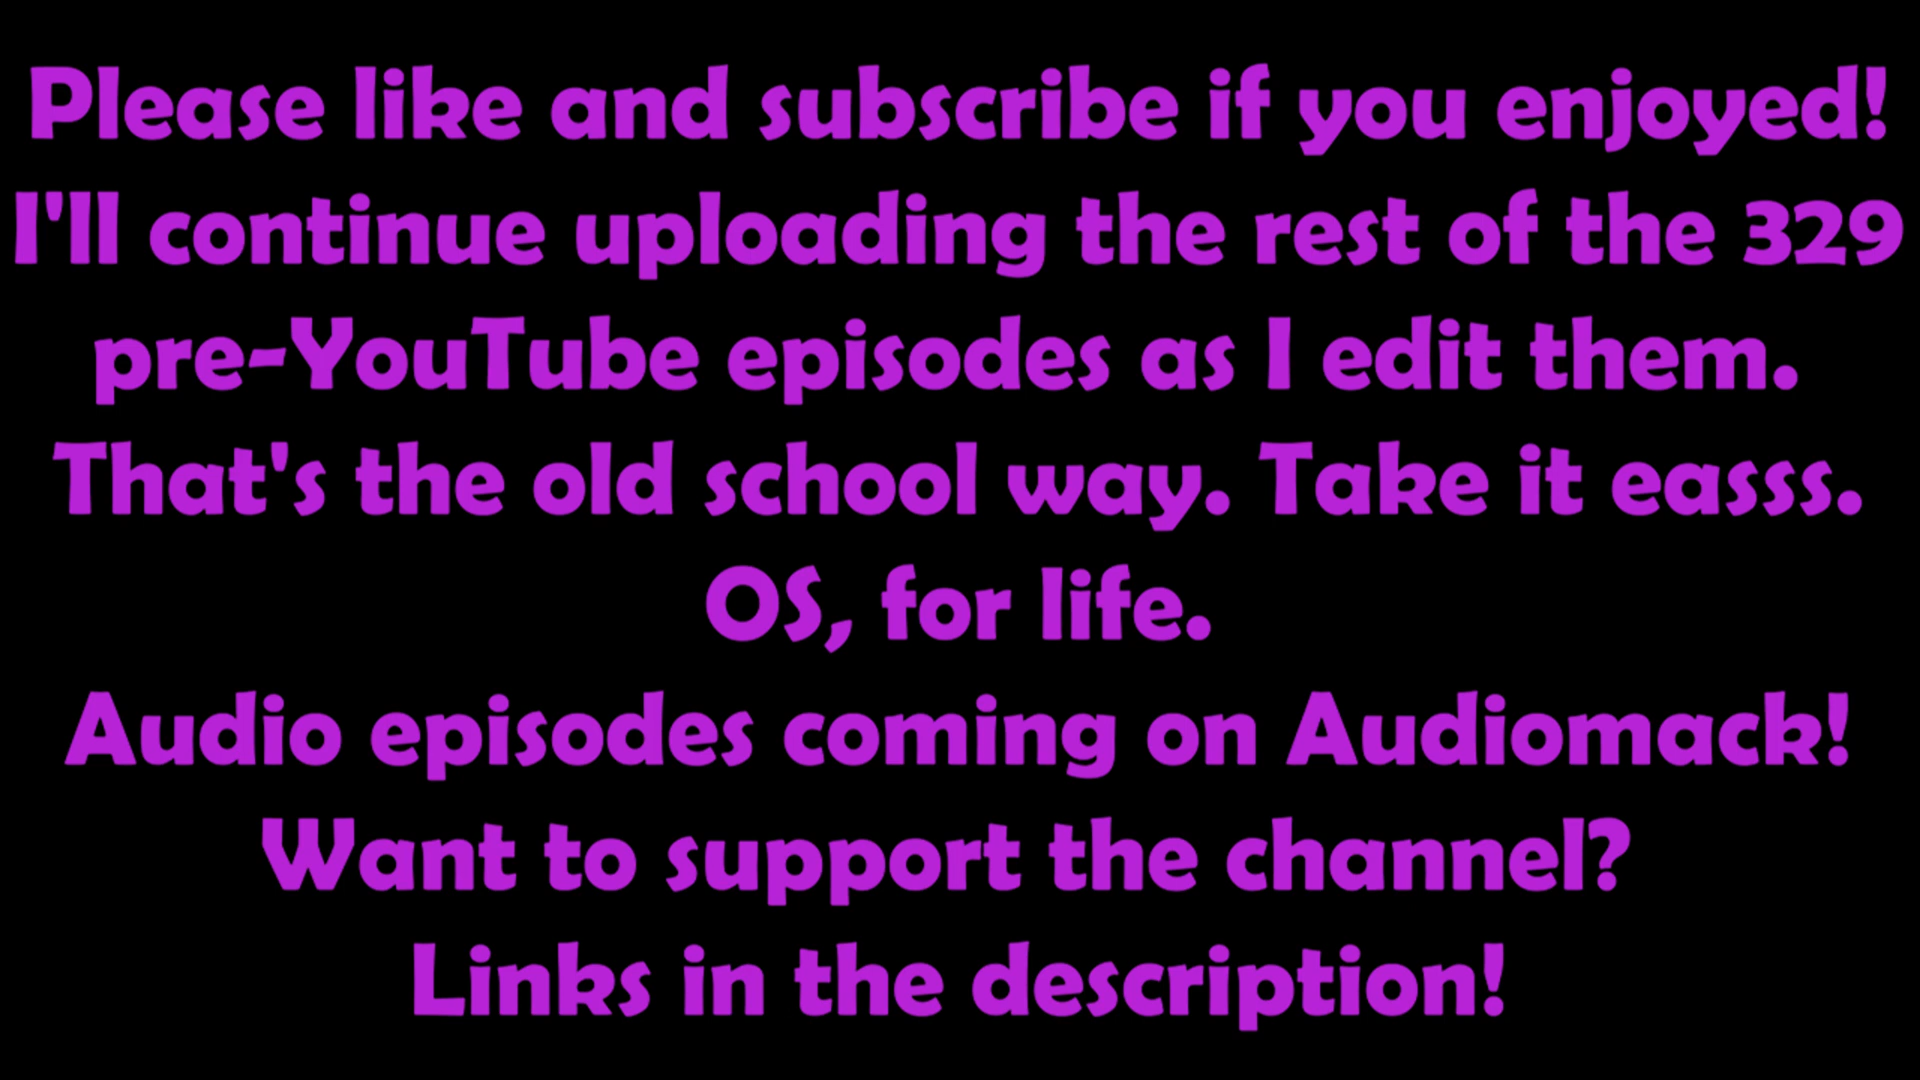 Please like and subscribe if you enjoyed!
I'll continue uploading the rest of the 329
pre-YouTube episodes as I edit them.
That's the old school way. Take it easss.
OS, for life.
Audio episodes coming on Audiomack!
Want to support the channel?
Links in the description!